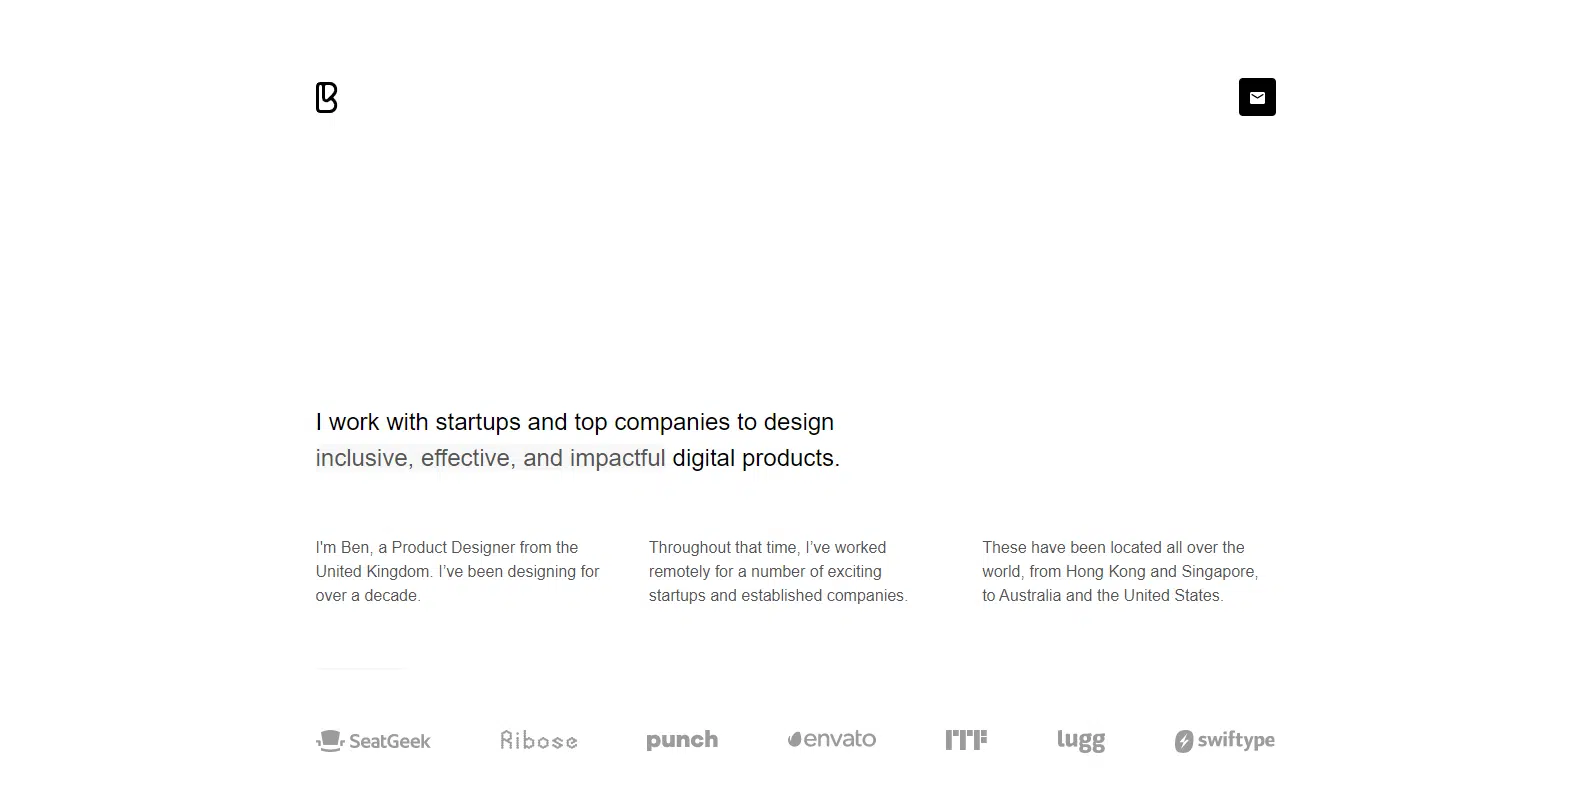 I work with startups and top companies to design
inclusive, effective, and impactful digital products.
I'm Ben, a Product Designer from the
United Kingdom. I’ve been designing for
over a decade.
Throughout that time, I’ve worked
remotely for a number of exciting
startups and established companies.
These have been located all over the
world, from Hong Kong and Singapore,
to Australia and the United States.
SeatGeek
Ribose
punch
envato
lugg
swiftype